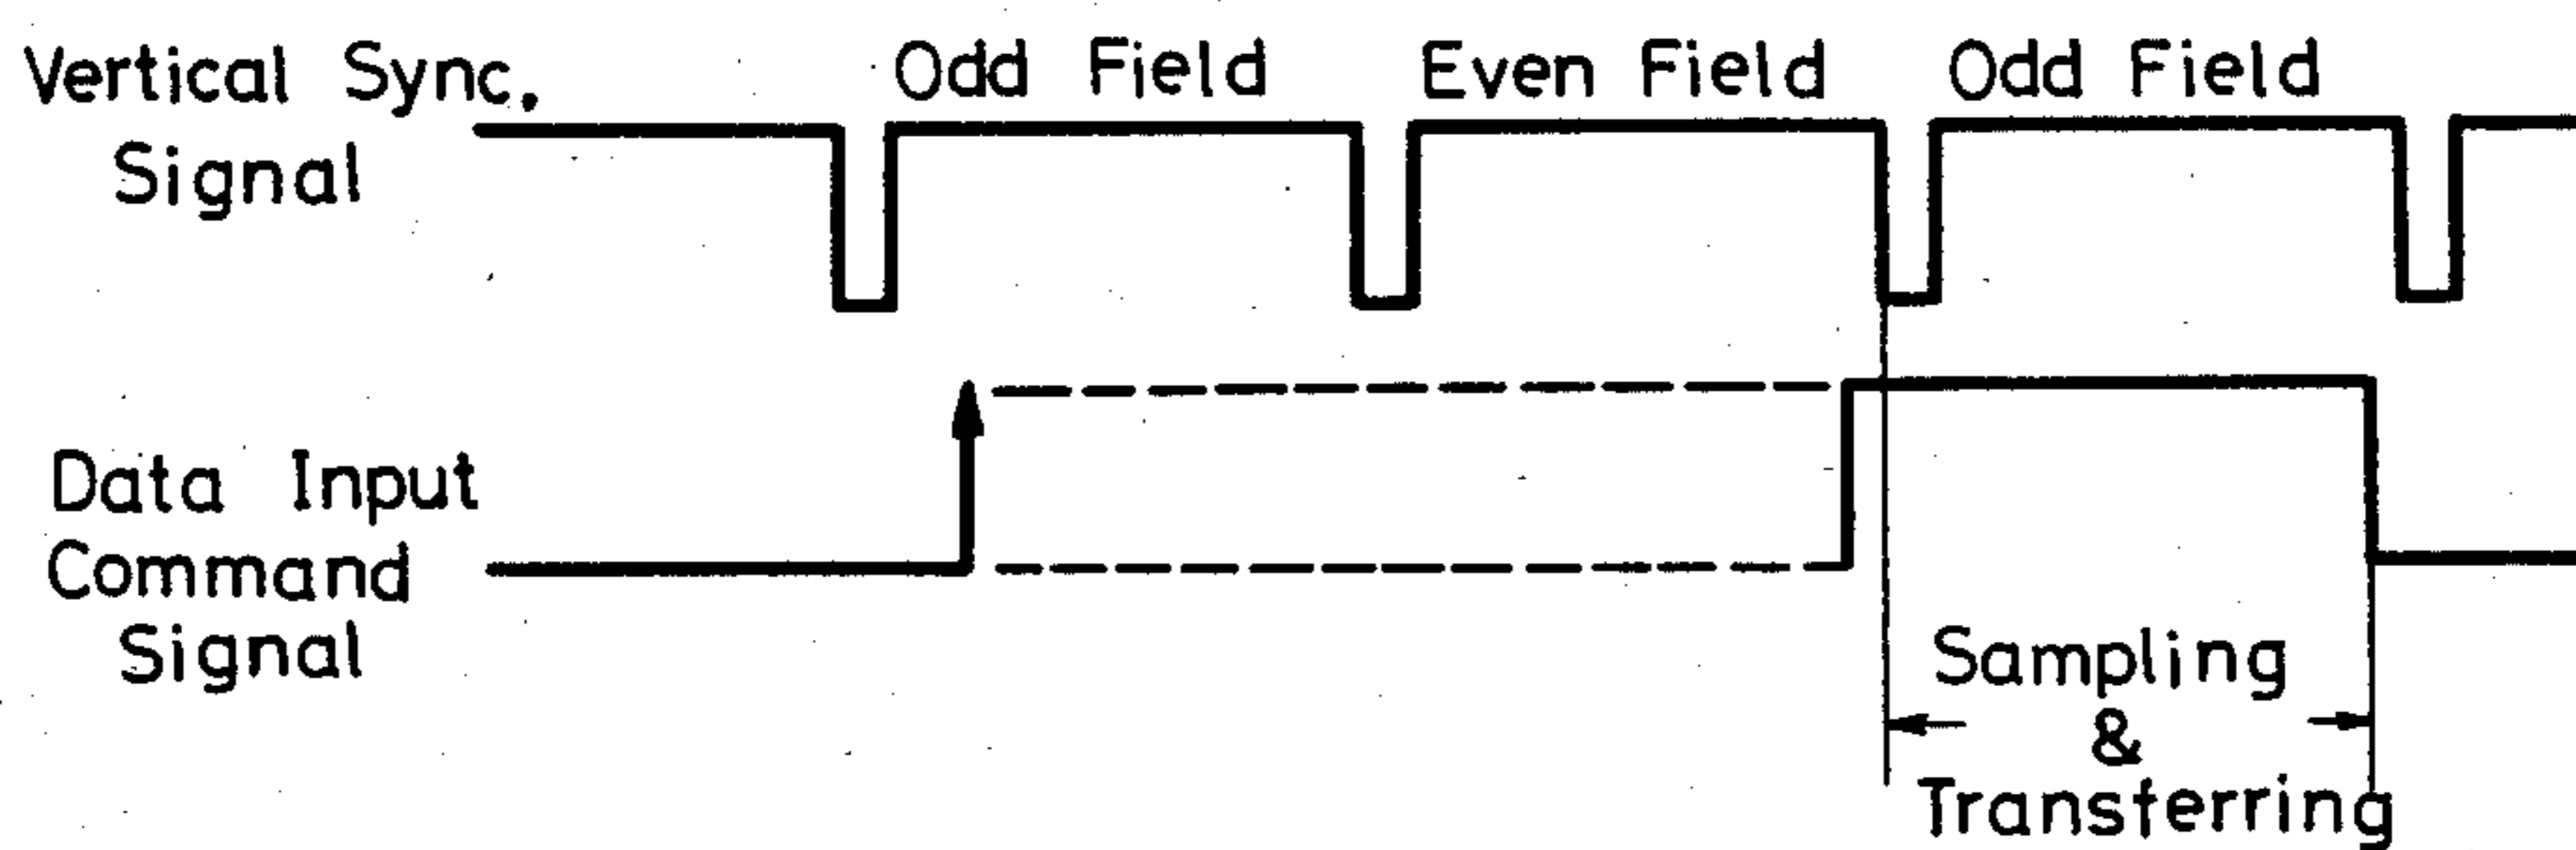 Vertical Sync.
Signal
Odd Field
Even Field
Odd Field
Data Input
Command
Signal
Sampling
&
Transferring